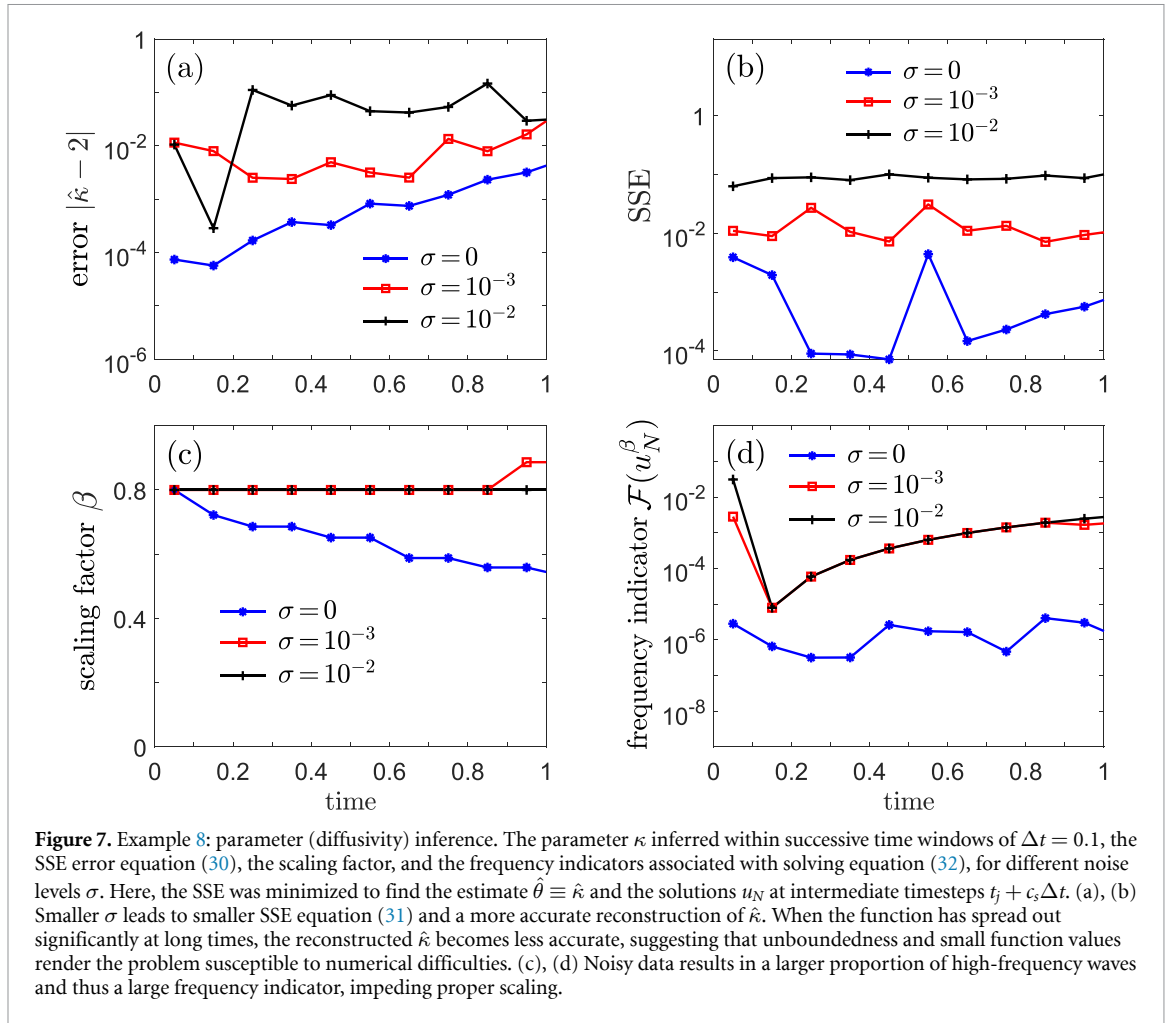 (a)
1
10-2
10-4
10-6
error |κ̂ − 2|
σ = 0
σ = 10-3
σ = 10-2
0 0.2 0.4 0.6 0.8 1
(b)
1
10-2
10-4
SSE
σ = 0
σ = 10-3
σ = 10-2
0 0.2 0.4 0.6 0.8 1
(c)
0.8
0.4
0
scaling factor β
σ = 0
σ = 10-3
σ = 10-2
0 0.2 0.4 0.6 0.8 1
time
(d)
10-2
10-4
10-6
10-8
frequency indicator F(uNβ)
σ = 0
σ = 10-3
σ = 10-2
0 0.2 0.4 0.6 0.8 1
time
Figure 7. Example 8: parameter (diffusivity) inference. The parameter κ inferred within successive time windows of Δt = 0.1, the
SSE error equation (30), the scaling factor, and the frequency indicators associated with solving equation (32), for different noise
levels σ. Here, the SSE was minimized to find the estimate θ̂ ≡ κ̂ and the solutions uN at intermediate timesteps tj + csΔt. (a), (b)
Smaller σ leads to smaller SSE equation (31) and a more accurate reconstruction of κ̂. When the function has spread out
significantly at long times, the reconstructed κ̂ becomes less accurate, suggesting that unboundedness and small function values
render the problem susceptible to numerical difficulties. (c), (d) Noisy data results in a larger proportion of high-frequency waves
and thus a large frequency indicator, impeding proper scaling.